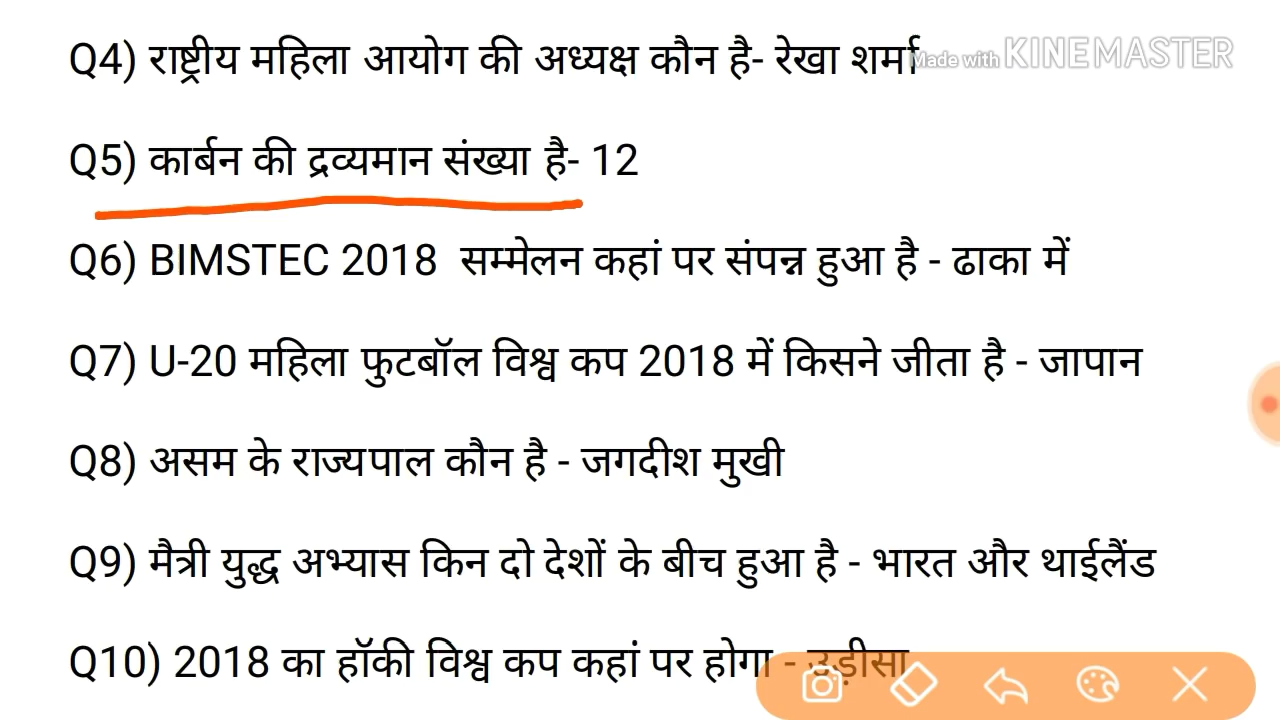 Q4) राष्ट्रीय महिला आयोग की अध्यक्ष कौन है- रेखा शर्मा
Made with KINEMASTER
Q5) कार्बन की द्रव्यमान संख्या है- 12
Q6) BIMSTEC 2018 सम्मेलन कहां पर संपन्न हुआ है - ढाका में
Q7) U-20 महिला फुटबॉल विश्व कप 2018 में किसने जीता है - जापान
Q8) असम के राज्यपाल कौन है - जगदीश मुखी
Q9) मैत्री युद्ध अभ्यास किन दो देशों के बीच हुआ है - भारत और थाईलैंड
Q10) 2018 का हॉकी विश्व कप कहां पर होगा - उड़ीसा